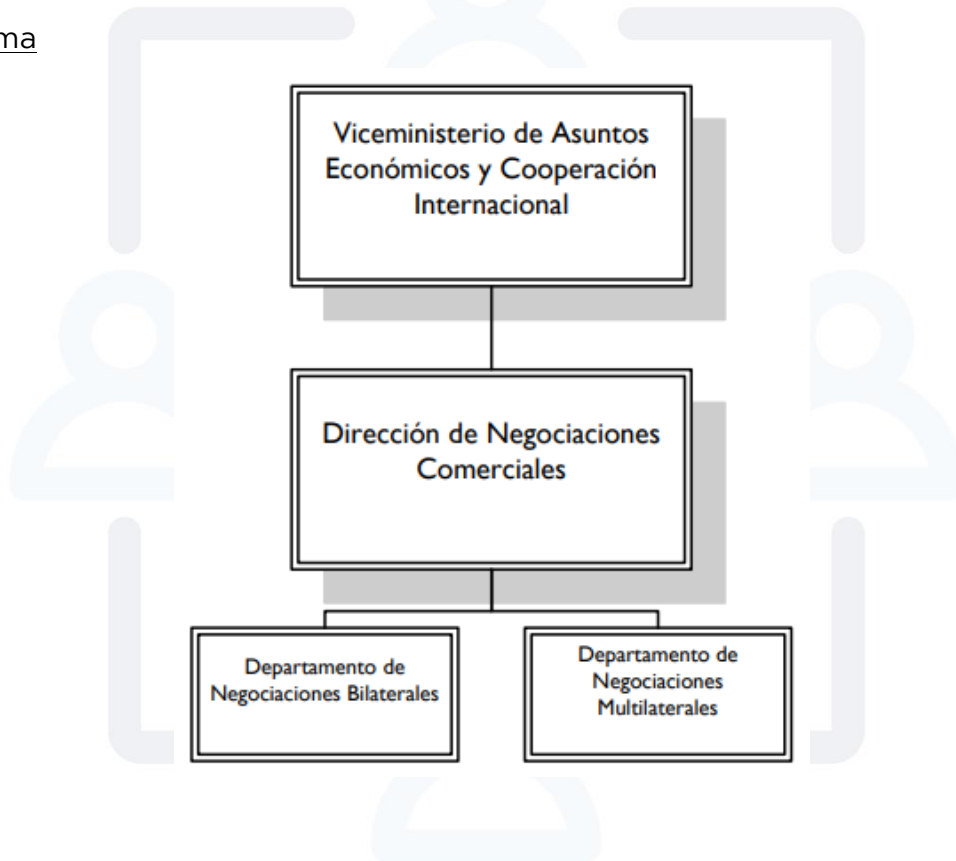 ma
Viceministerio de Asuntos
Económicos y Cooperación
Internacional
Dirección de Negociaciones
Comerciales
Departamento de
Negociaciones Bilaterales
Departamento de
Negociaciones
Multilaterales